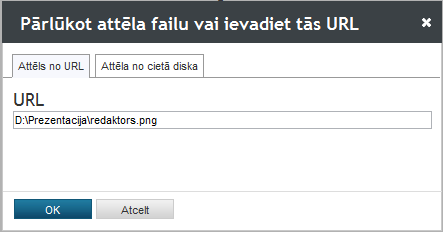 Pārlūkot attēla failu vai ievadiet tās URL
Attēls no URL
Attēla no cietā diska
URL
D:\Prezentacija\redaktors.png
OK
Atcelt